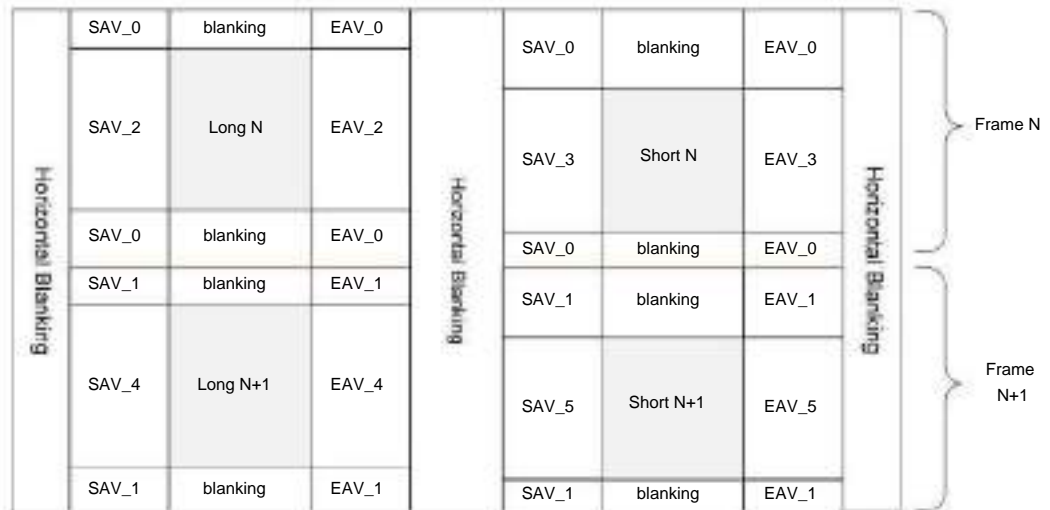 SAV_0 blanking EAV_0
SAV_0 blanking EAV_0
SAV_2 Long N EAV_2
SAV_3 Short N EAV_3
Frame N
SAV_0 blanking EAV_0
SAV_0 blanking EAV_0
SAV_1 blanking EAV_1
SAV_1 blanking EAV_1
SAV_4 Long N+1 EAV_4
SAV_5 Short N+1 EAV_5
Frame
N+1
SAV_1 blanking EAV_1
SAV_1 blanking EAV_1
Horizontal Blanking
Horizontal Blanking
Horizontal Blanking